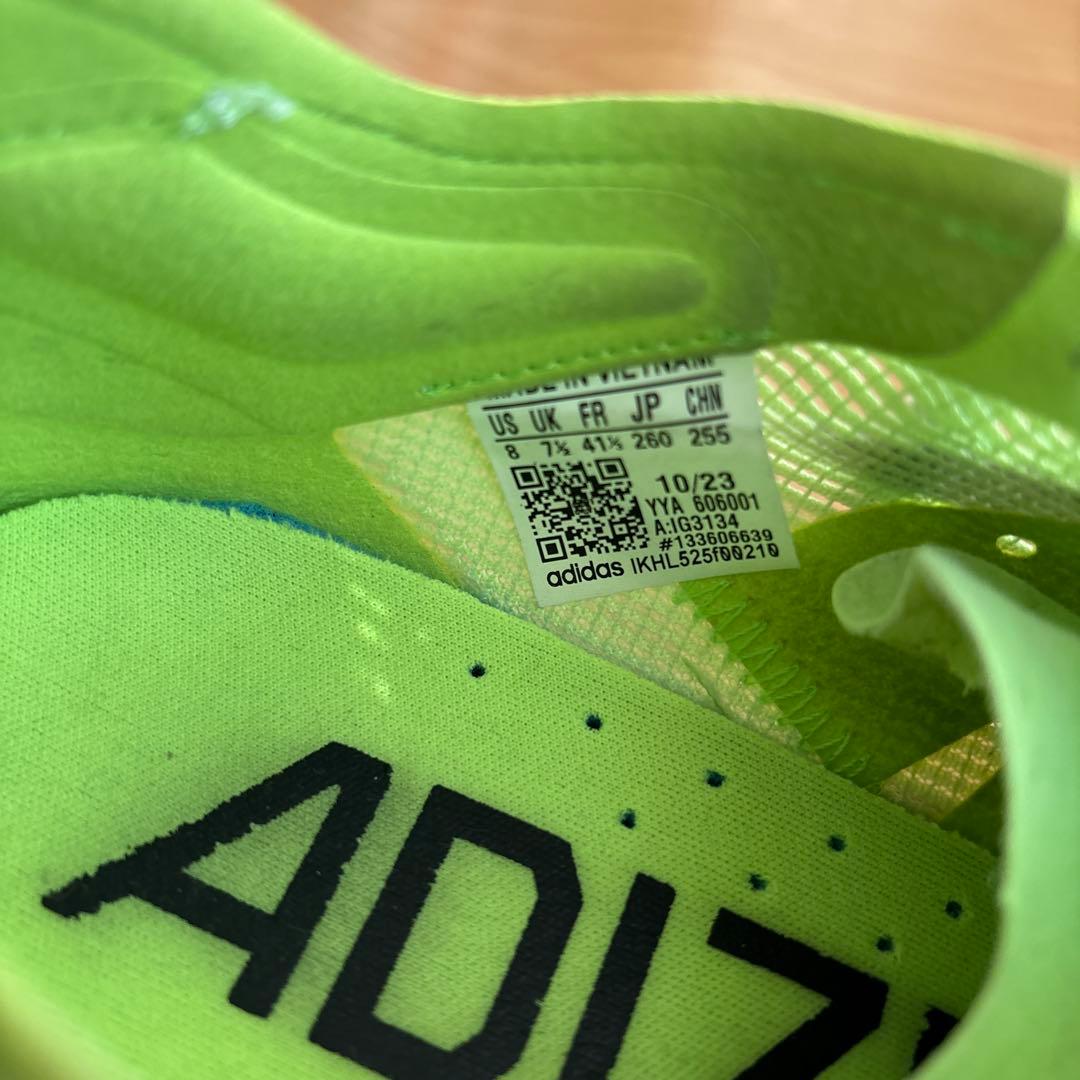 MADE IN VIETNAM
US UK FR JP CHN
8 7½ 41⅓ 260 255
10/23
YYA 606001
A:IG3134
#133606639
adidas IKHL525f00210
ADIZ